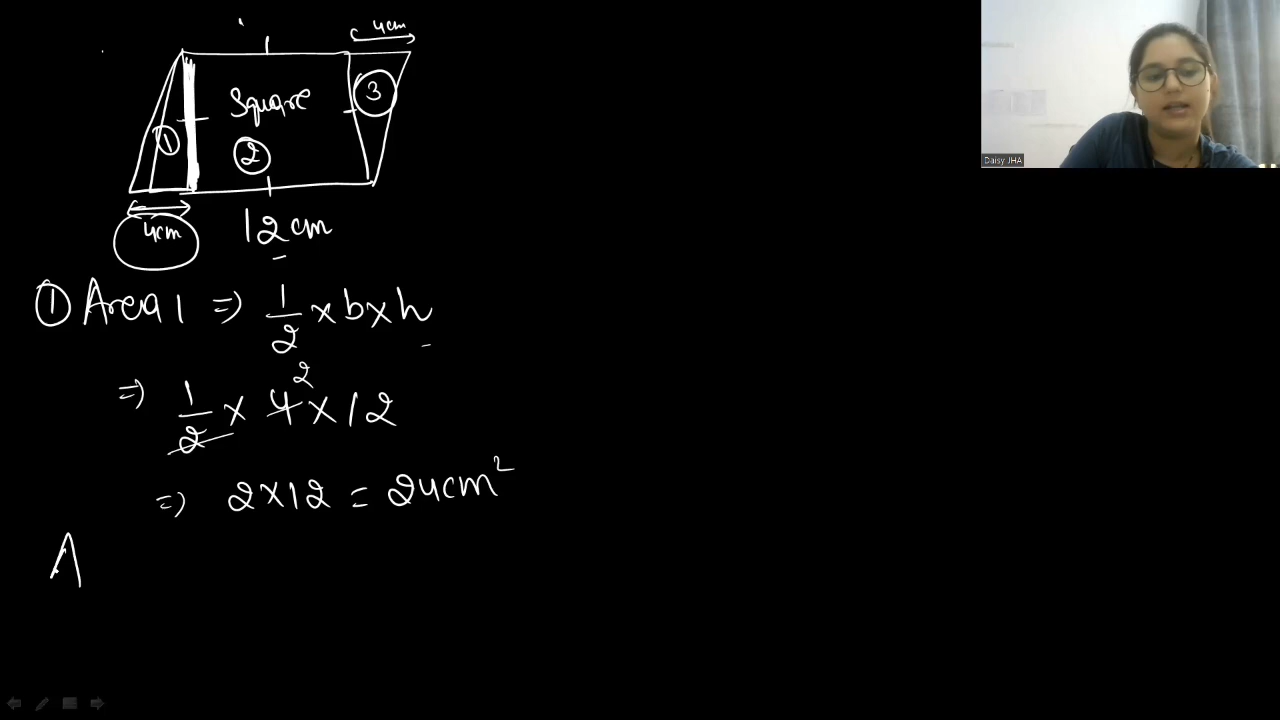 4cm
Square
3
1
2
4cm
12 cm
① Area 1 => 1/2 × b × h
=> 1/2 × 4 2 × 12
=> 2 × 12 = 24cm²
A
Daisy JHA